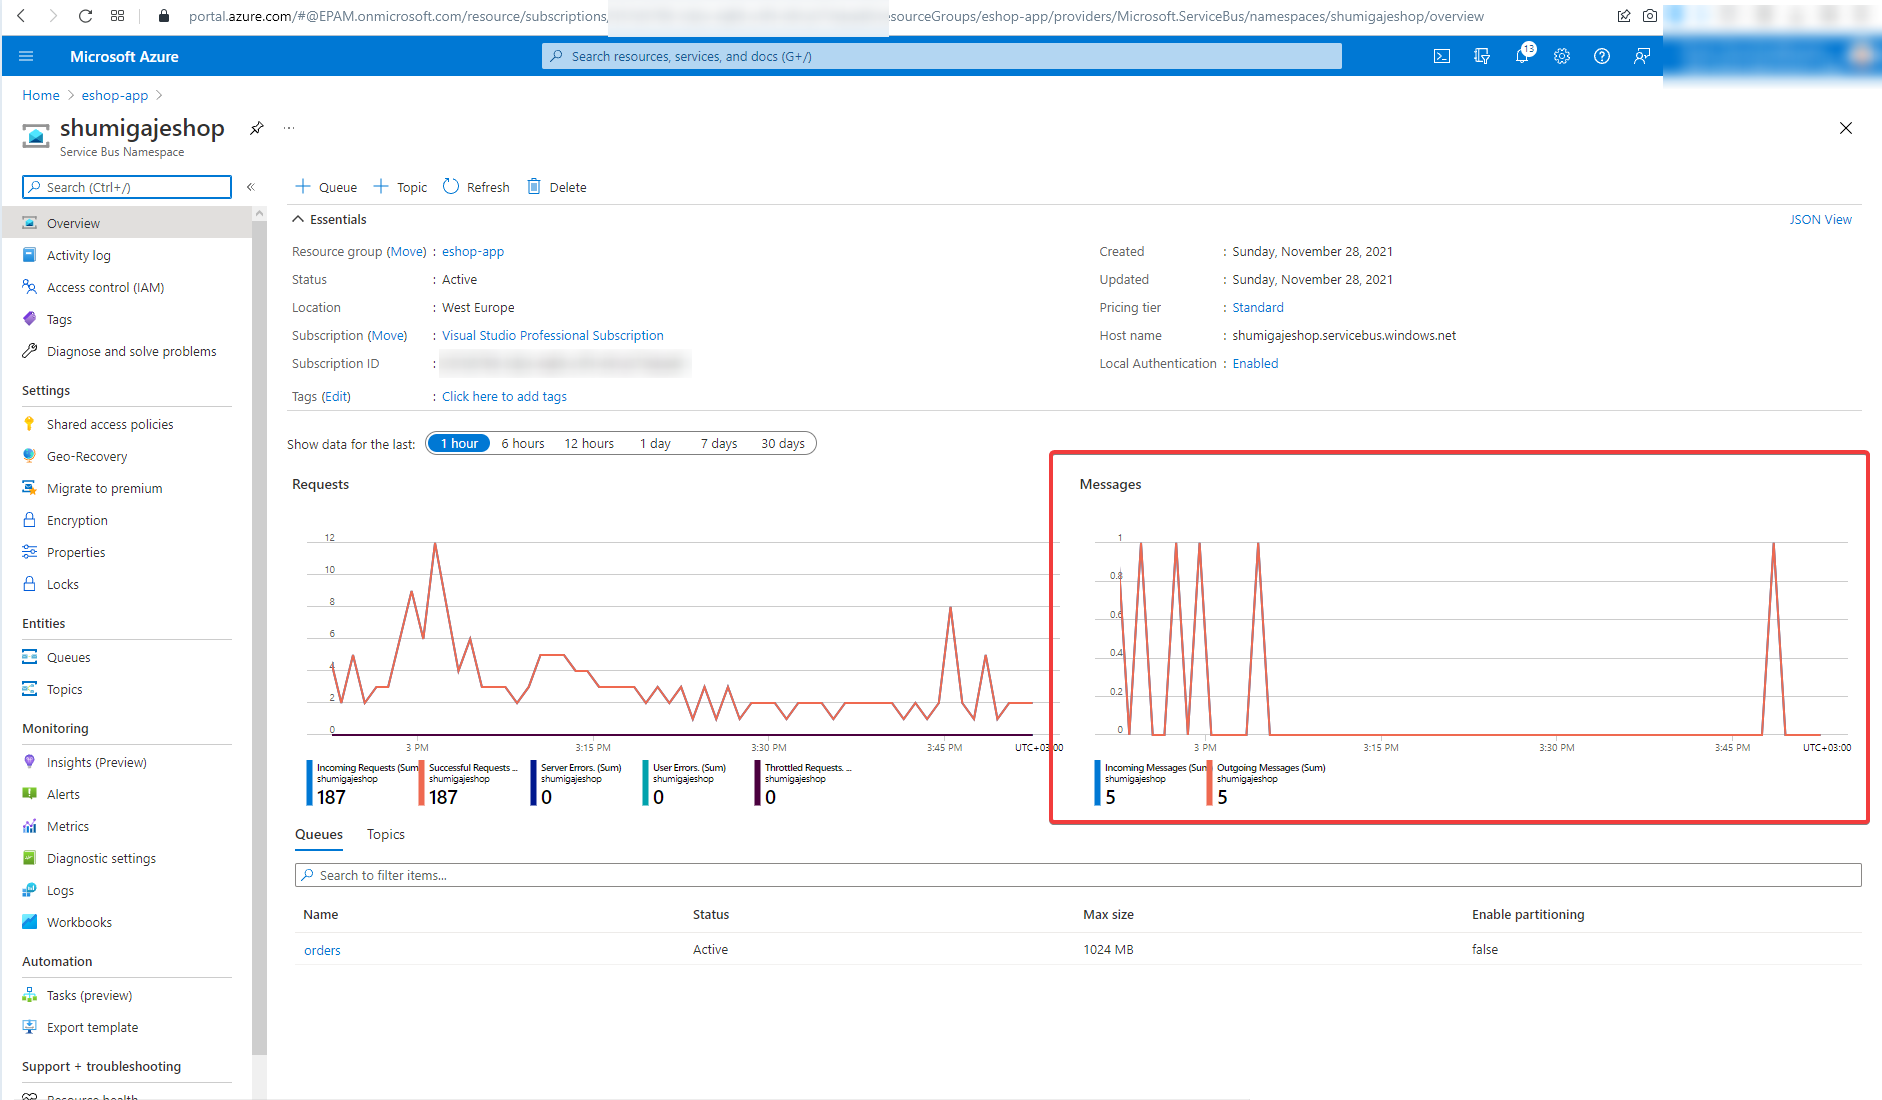 portal.azure.com/#@EPAM.onmicrosoft.com/resource/subscriptions/
sourceGroups/eshop-app/providers/Microsoft.ServiceBus/namespaces/shumigajeshop/overview
Microsoft Azure
Search resources, services, and docs (G+/)
13
Home > eshop-app >
shumigajeshop
...
Service Bus Namespace
Search (Ctrl+/)
«
Overview
Activity log
Access control (IAM)
Tags
Diagnose and solve problems
Settings
Shared access policies
Geo-Recovery
Migrate to premium
Encryption
Properties
Locks
Entities
Queues
Topics
Monitoring
Insights (Preview)
Alerts
Metrics
Diagnostic settings
Logs
Workbooks
Automation
Tasks (preview)
Export template
Support + troubleshooting
Resource health
Queue
Topic
Refresh
Delete
Essentials
JSON View
Resource group (Move) : eshop-app
Status : Active
Location : West Europe
Subscription (Move) : Visual Studio Professional Subscription
Subscription ID :
Tags (Edit) : Click here to add tags
Created : Sunday, November 28, 2021
Updated : Sunday, November 28, 2021
Pricing tier : Standard
Host name : shumigajeshop.servicebus.windows.net
Local Authentication : Enabled
Show data for the last: 1 hour 6 hours 12 hours 1 day 7 days 30 days
Requests
12
10
8
6
4
2
0
3 PM 3:15 PM 3:30 PM 3:45 PM UTC+03:00
Incoming Requests (Sum
shumigajeshop
187
Successful Requests ...
shumigajeshop
187
Server Errors. (Sum)
shumigajeshop
0
User Errors. (Sum)
shumigajeshop
0
Throttled Requests. ...
shumigajeshop
0
Messages
1
0.8
0.6
0.4
0.2
0
3 PM 3:15 PM 3:30 PM 3:45 PM UTC+03:00
Incoming Messages (Sum
shumigajeshop
5
Outgoing Messages (Sum)
shumigajeshop
5
Queues Topics
Search to filter items...
Name Status Max size Enable partitioning
orders Active 1024 MB false